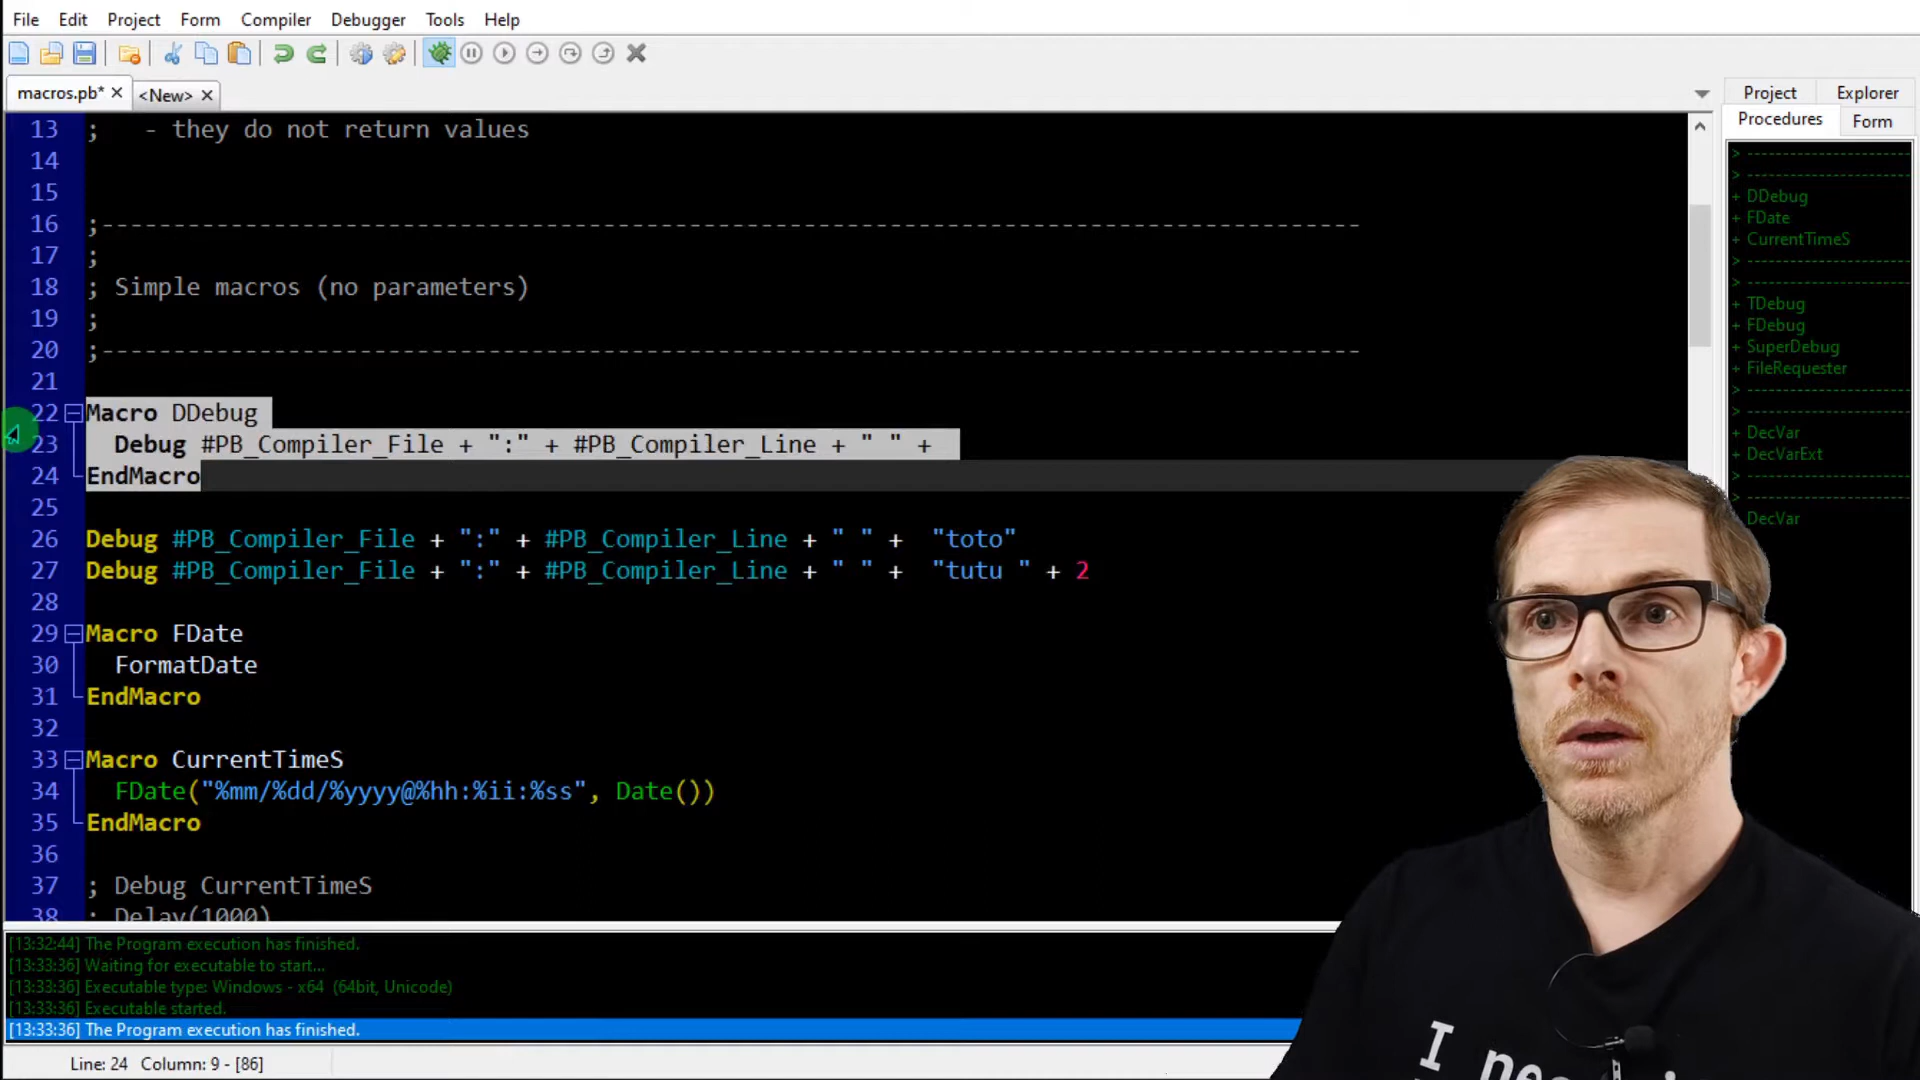 File Edit Project Form Compiler Debugger Tools Help
macros.pb* <New>
Project Explorer
Procedures Form
13 ;   - they do not return values
14
15
16 ;----------------------------------------------------------------------------------------
17 ;
18 ; Simple macros (no parameters)
19 ;
20 ;----------------------------------------------------------------------------------------
21
22 Macro DDebug
23   Debug #PB_Compiler_File + ":" + #PB_Compiler_Line + " " +
24 EndMacro
25
26 Debug #PB_Compiler_File + ":" + #PB_Compiler_Line + " " +  "toto"
27 Debug #PB_Compiler_File + ":" + #PB_Compiler_Line + " " +  "tutu " + 2
28
29 Macro FDate
30   FormatDate
31 EndMacro
32
33 Macro CurrentTimeS
34   FDate("%mm/%dd/%yyyy@%hh:%ii:%ss", Date())
35 EndMacro
36
37 ; Debug CurrentTimeS
38 ; Delay(1000)
> --------------------
> --------------------
+ DDebug
+ FDate
+ CurrentTimeS
> --------------------
> --------------------
+ TDebug
+ FDebug
+ SuperDebug
+ FileRequester
> --------------------
> --------------------
+ DecVar
+ DecVarExt
DecVar
[13:32:44] The Program execution has finished.
[13:33:36] Waiting for executable to start...
[13:33:36] Executable type: Windows - x64  (64bit, Unicode)
[13:33:36] Executable started.
[13:33:36] The Program execution has finished.
Line: 24   Column: 9 - [86]
I